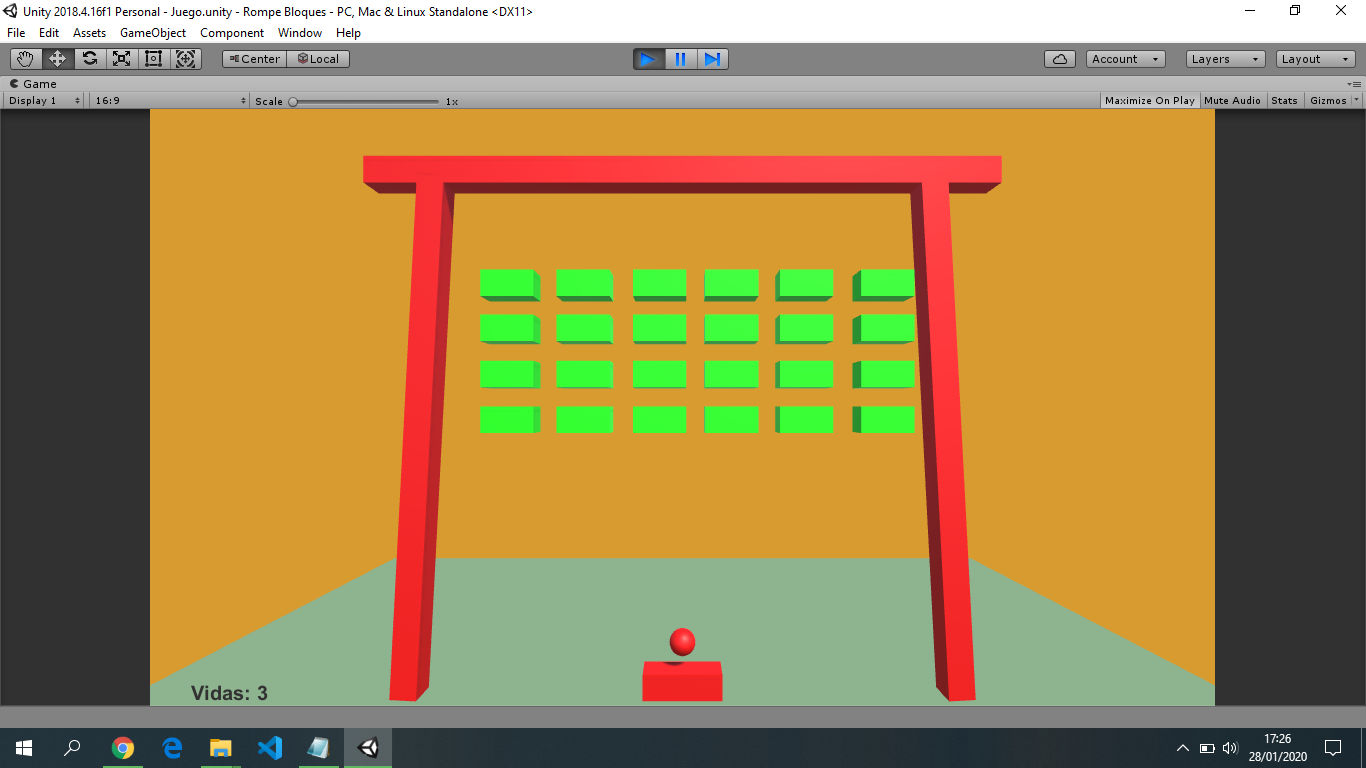 Unity 2018.4.16f1 Personal - Juego.unity - Rompe Bloques - PC, Mac & Linux Standalone <DX11>
File Edit Assets GameObject Component Window Help
Center Local Account Layers Layout
Game
Display 1 16:9 Scale 1x Maximize On Play Mute Audio Stats Gizmos
Vidas: 3
17:26
28/01/2020